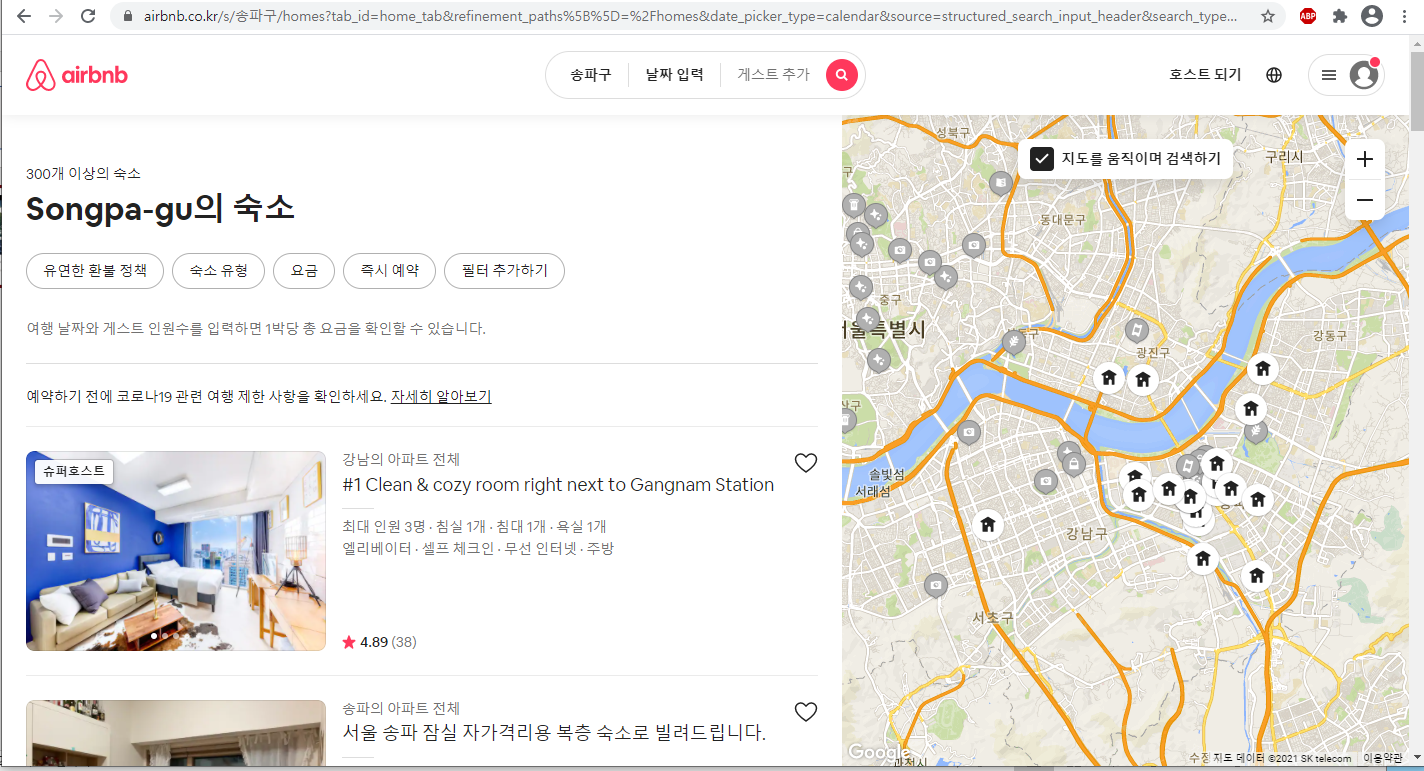 airbnb.co.kr/s/송파구/homes?tab_id=home_tab&refinement_paths%5B%5D=%2Fhomes&date_picker_type=calendar&source=structured_search_input_header&search_type...
ABP
airbnb
송파구
날짜 입력
게스트 추가
호스트 되기
300개 이상의 숙소
Songpa-gu의 숙소
유연한 환불 정책
숙소 유형
요금
즉시 예약
필터 추가하기
여행 날짜와 게스트 인원수를 입력하면 1박당 총 요금을 확인할 수 있습니다.
예약하기 전에 코로나19 관련 여행 제한 사항을 확인하세요. 자세히 알아보기
슈퍼호스트
강남의 아파트 전체
#1 Clean & cozy room right next to Gangnam Station
최대 인원 3명 · 침실 1개 · 침대 1개 · 욕실 1개
엘리베이터 · 셀프 체크인 · 무선 인터넷 · 주방
4.89 (38)
송파의 아파트 전체
서울 송파 잠실 자가격리용 복층 숙소로 빌려드립니다.
성북구
지도를 움직이며 검색하기
구리시
동대문구
중구
강동구
광진구
솔빛섬
서래섬
강남구
서초구
과천시
Google
수정 지도 데이터 ©2021 SK telecom
이용약관